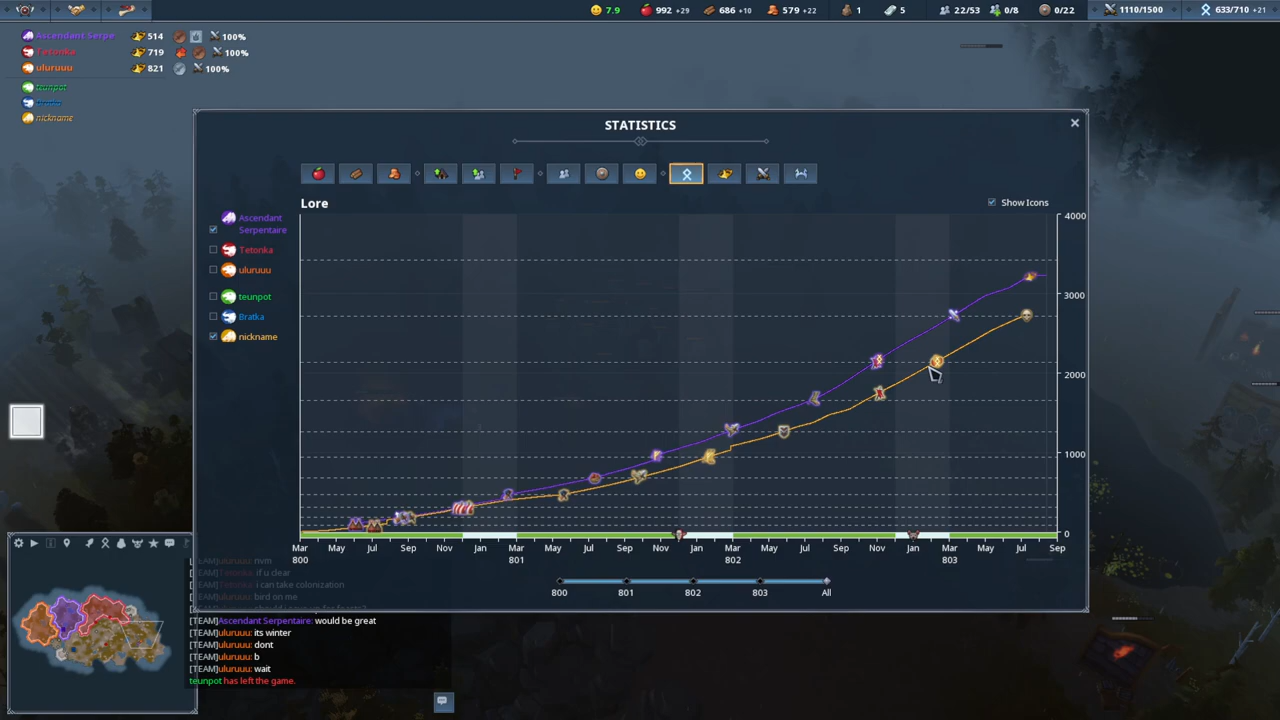 7.9 992 +29 686 +10 579 +22 1 5 22/53 0/8 0/22 1110/1500 633/710 +21
Ascendant Serpe 514 100%
Tetonka 719 100%
uluruuu 821 100%
teunpot
Bratka
nickname
STATISTICS
Lore
Show Icons
Ascendant
Serpentaire
Tetonka
uluruuu
teunpot
Bratka
nickname
4000
3000
2000
1000
0
Mar May Jul Sep Nov Jan Mar May Jul Sep Nov Jan Mar May Jul Sep Nov Jan Mar May Jul Sep
800 801 802 803
800 801 802 803 All
[TEAM]uluruuu: mm
[TEAM]Tetonka: if u clear
[TEAM]Tetonka: i can take colonization
[TEAM]uluruuu: bird on me
[TEAM]Ascendant Serpentaire: would be great
[TEAM]uluruuu: its winter
[TEAM]uluruuu: dont
[TEAM]uluruuu: b
[TEAM]uluruuu: wait
teunpot has left the game.